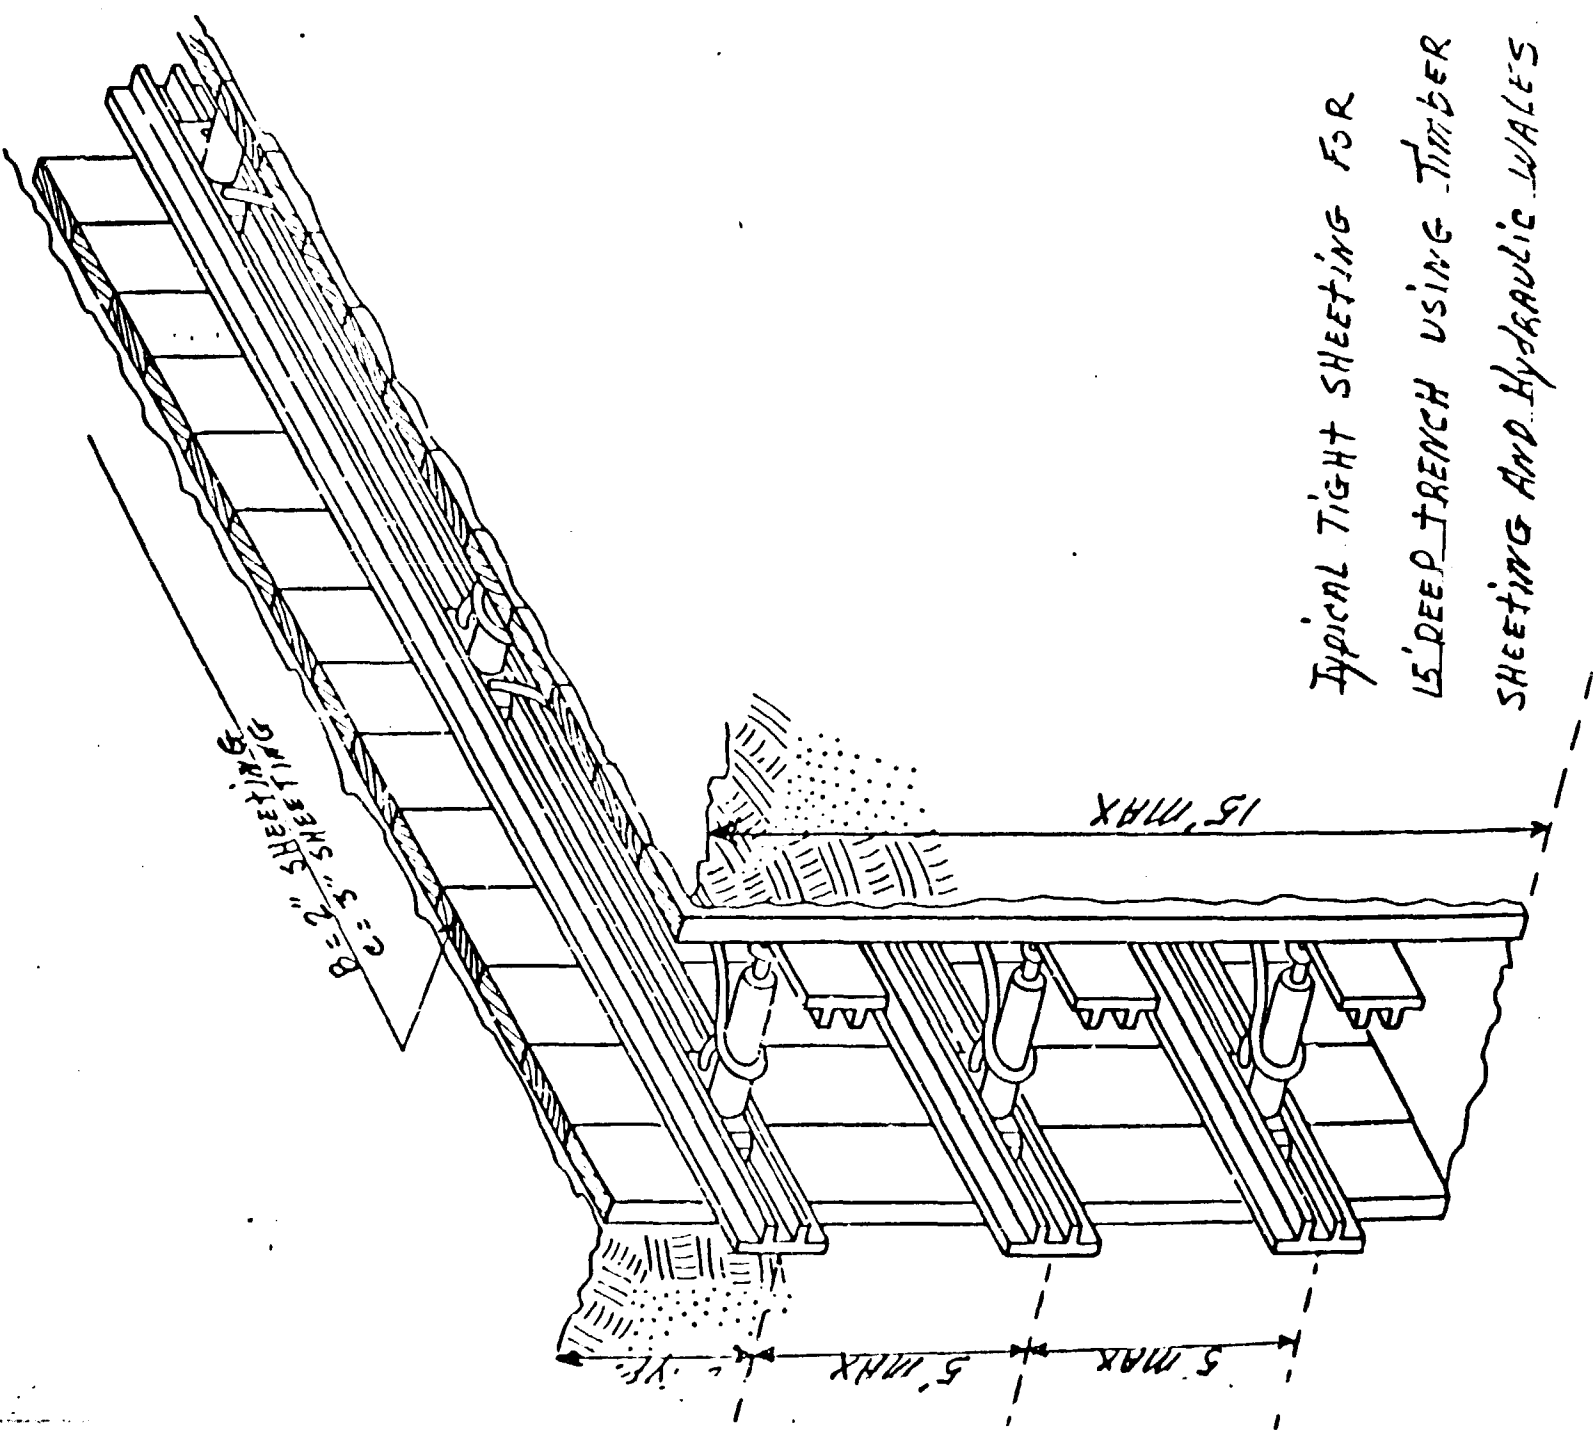 TYPICAL TIGHT SHEETING FOR
15' DEEP TRENCH USING TIMBER
SHEETING AND HYDRAULIC WALES
B = 2" SHEETING
C = 3" SHEETING
15' MAX
5' MAX
5' MAX